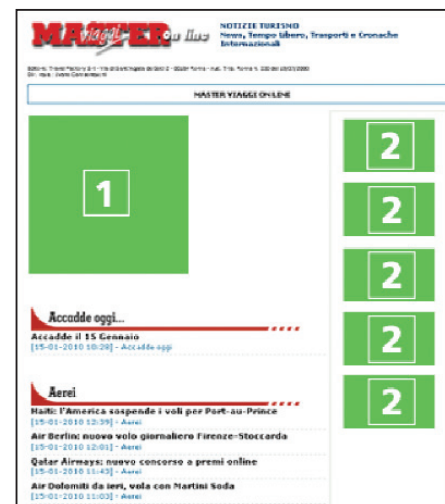 MASTER
Viaggi
on line
NOTIZIE TURISMO
News, Tempo Libero, Trasporti e Cronache
Internazionali
MASTER VIAGGI ON LINE
1
2
2
2
2
2
Accadde oggi...
Accadde il 15 Gennaio
[15-01-2010 10:29] - Accadde oggi
Aerei
Haiti: l'America sospende i voli per Port-au-Prince
[15-01-2010 12:39] - Aerei
Air Berlin: nuovo volo giornaliero Firenze-Stoccarda
[15-01-2010 12:01] - Aerei
Qatar Airways: nuovo concorso a premi online
[15-01-2010 11:43] - Aerei
Air Dolomiti da ieri, vola con Martini Soda
[15-01-2010 11:03] - Aerei